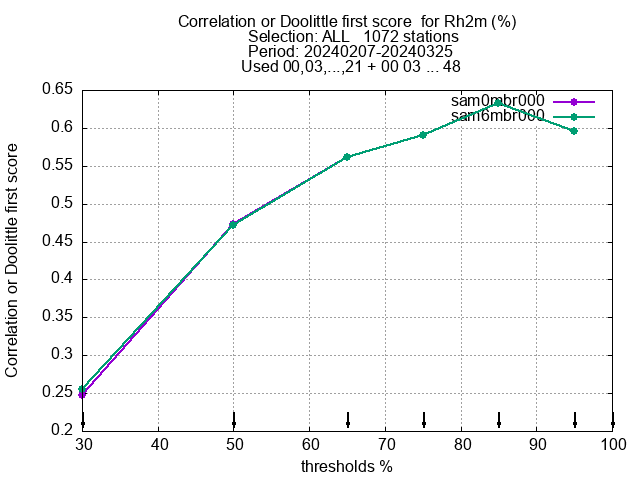 Correlation or Doolittle first score  for Rh2m (%)
Selection: ALL   1072 stations
Period: 20240207-20240325
Used 00,03,...,21 + 00 03 ... 48
Correlation or Doolittle first score
0.65
0.6
0.55
0.5
0.45
0.4
0.35
0.3
0.25
0.2
sam0mbr000
sam6mbr000
30 40 50 60 70 80 90 100
thresholds %